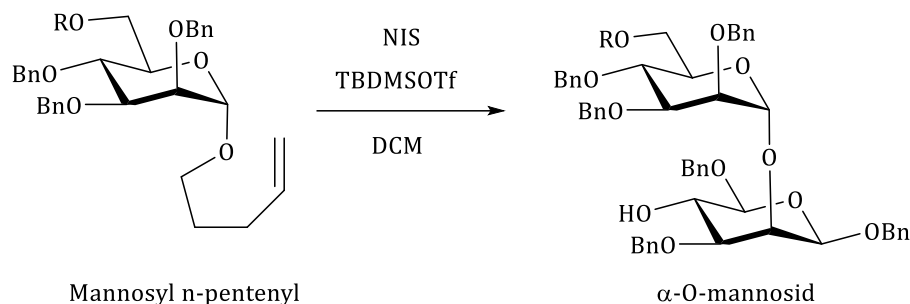 RO
OBn
BnO
O
BnO
O
NIS
TBDMSOTf
DCM
RO
OBn
BnO
O
BnO
O
BnO
O
HO
BnO
OBn
Mannosyl n-pentenyl
α-O-mannosid